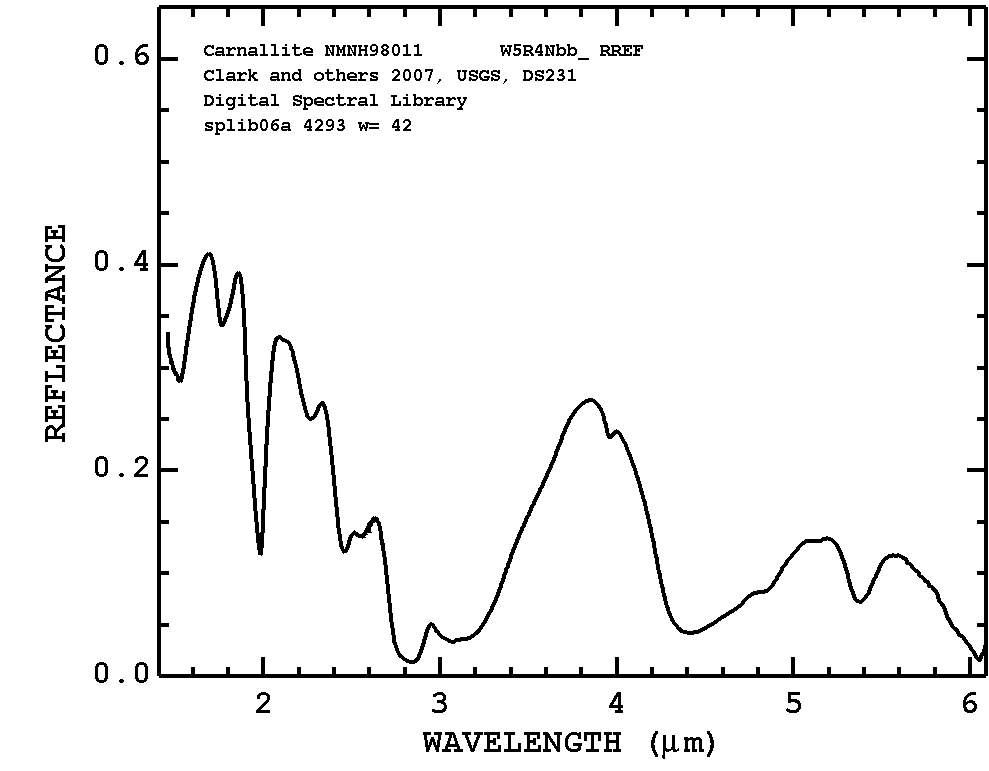 Carnallite NMNH98011 W5R4Nbb_ RREF
Clark and others 2007, USGS, DS231
Digital Spectral Library
splib06a 4293 w= 42
0.6
0.4
0.2
0.0
REFLECTANCE
2 3 4 5 6
WAVELENGTH (μm)